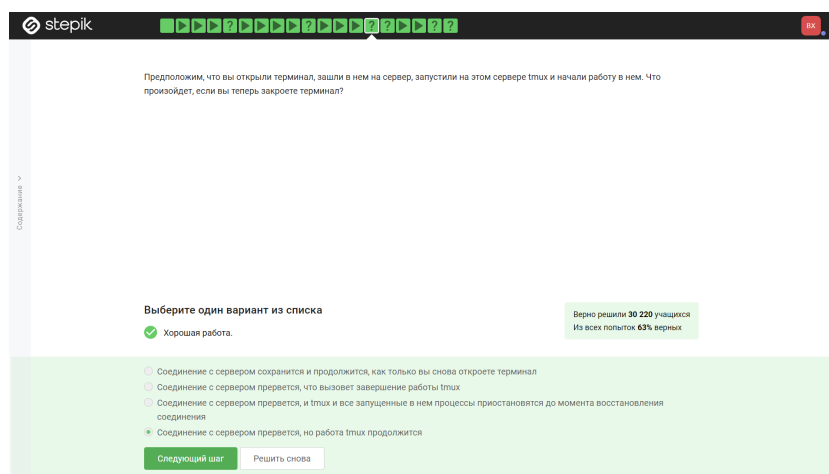 stepik
? ? ? ? ? ?
BX
Предположим, что вы открыли терминал, зашли в нем на сервер, запустили на этом сервере tmux и начали работу в нем. Что
произойдет, если вы теперь закроете терминал?
Содержание
Выберите один вариант из списка
Хорошая работа.
Верно решили 30 220 учащихся
Из всех попыток 63% верных
Соединение с сервером сохранится и продолжится, как только вы снова откроете терминал
Соединение с сервером прервется, что вызовет завершение работы tmux
Соединение с сервером прервется, и tmux и все запущенные в нем процессы приостановятся до момента восстановления
соединения
Соединение с сервером прервется, но работа tmux продолжится
Следующий шаг
Решить снова